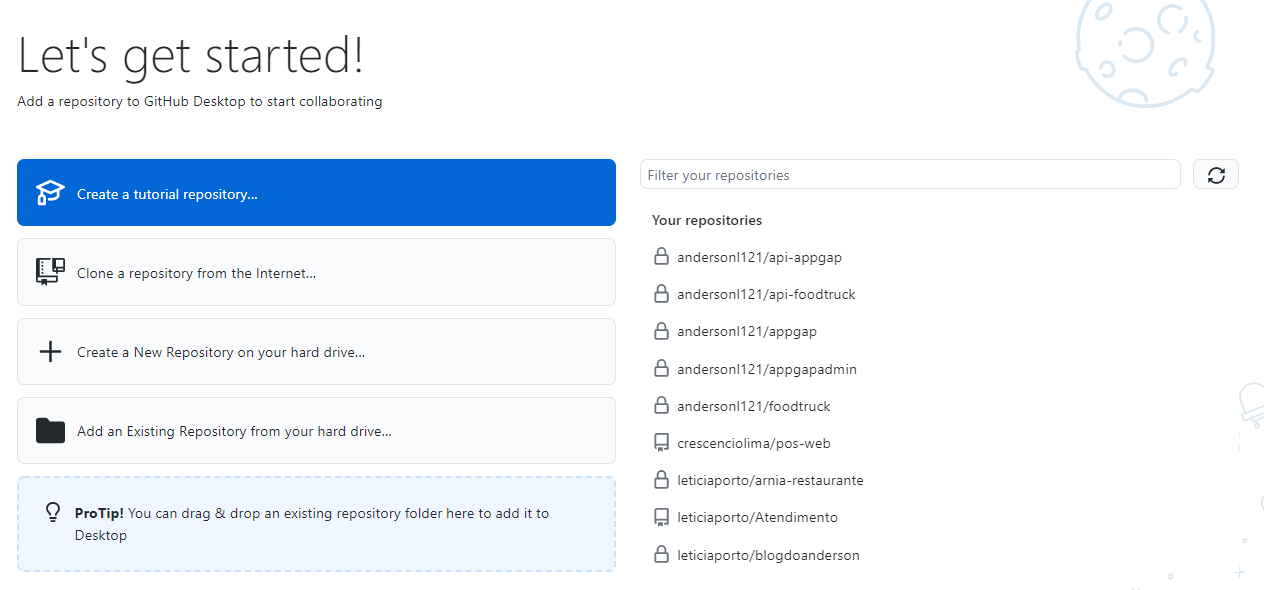 Let's get started!
Add a repository to GitHub Desktop to start collaborating
Create a tutorial repository...
Clone a repository from the Internet...
Create a New Repository on your hard drive...
Add an Existing Repository from your hard drive...
ProTip! You can drag & drop an existing repository folder here to add it to
Desktop
Filter your repositories
Your repositories
andersonl121/api-appgap
andersonl121/api-foodtruck
andersonl121/appgap
andersonl121/appgapadmin
andersonl121/foodtruck
crescenciolima/pos-web
leticiaporto/arnia-restaurante
leticiaporto/Atendimento
leticiaporto/blogdoanderson